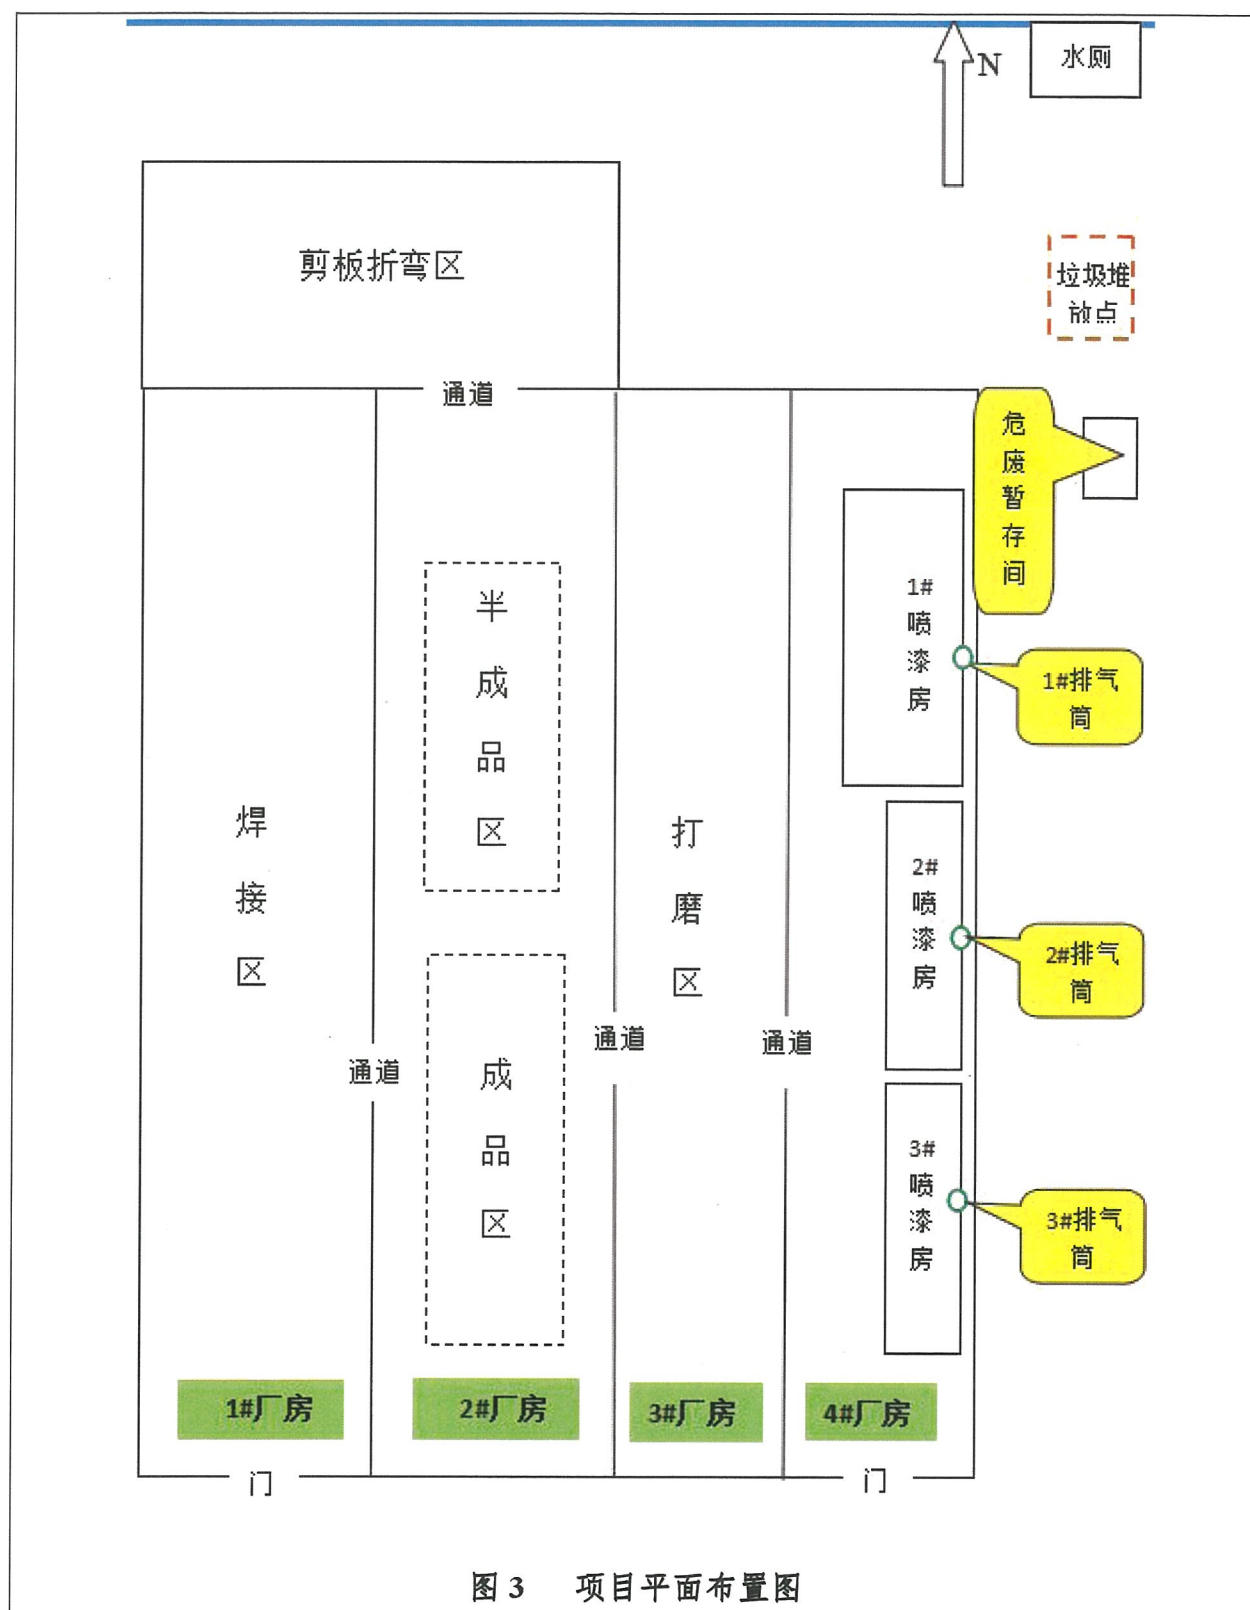 N
水厕
剪板折弯区
垃圾堆
放点
通道
危
废
暂
存
间
半
成
品
区
1#
喷
漆
房
1#排气
筒
焊
接
区
打
磨
区
2#
喷
漆
房
2#排气
筒
成
品
区
通道
通道
通道
3#
喷
漆
房
3#排气
筒
1#厂房
2#厂房
3#厂房
4#厂房
门
门
图 3 项目平面布置图